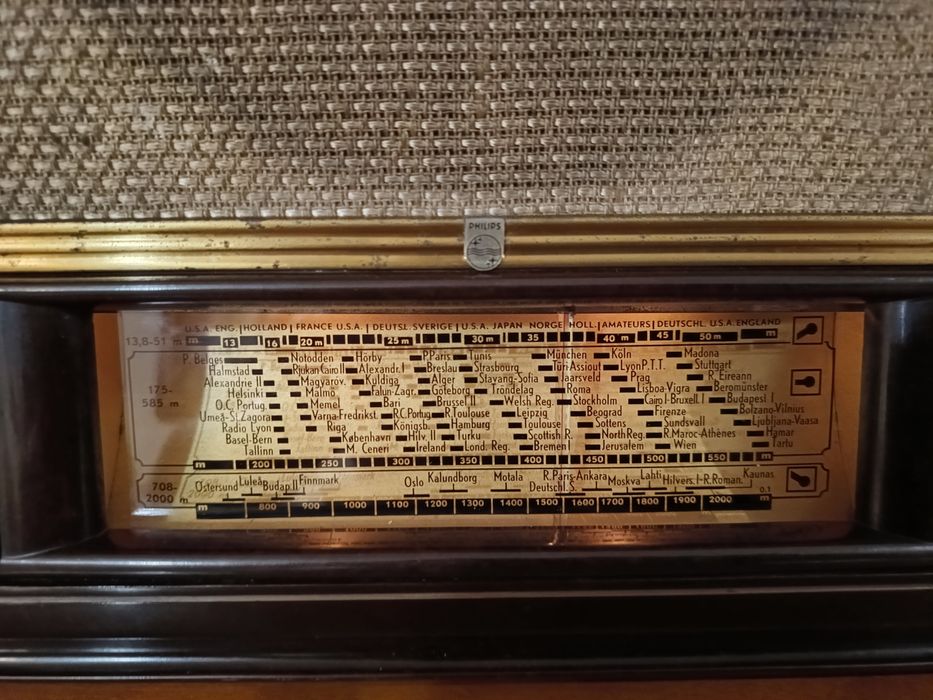 PHILIPS
U.S.A. ENG. | HOLLAND | FRANCE U.S.A. | DEUTSL. SVERIGE | U.S.A. JAPAN NORGE HOLL. | AMATEURS | DEUTSCHL. U.S.A. ENGLAND
13,8-51 m m 13 16 20 m 25 m 30 m 35 40 m 45 50 m m
P. Belges Notodden Hörby P.Paris Tunis München Köln Madona
Halmstad Rjukan Cairo II Alexandr. I Breslau Strasbourg Turi Assiout Lyon P.T.T. Stuttgart
Alexandrie II Magyaróv. Kuldiga Alger Stavang.-Sofia Jaarsveld Prag R. Eireann
175-
585 m
Helsinki Malmö Falun-Zagr. Göteborg Tröndelag Roma Lisboa-Vigra Beromünster
O.C. Portug. Memel Bari Brussel II Welsh Reg. Stockholm Cairo I-Bruxell. I Budapest I
Umeå-St. Zagora Varna-Fredrikst. R.C. Portug. R. Toulouse Leipzig Beograd Firenze Bolzano-Vilnius
Radio Lyon Riga Königsb. Hamburg Toulouse Sottens Sundsvall Ljubljana-Vaasa
Basel-Bern København Hilv. II Turku Scottish R. North Reg. R. Maroc-Athènes Hamar
Tallinn M. Ceneri Ireland Lond. Reg. Bremen Jerusalem Wien Tartu
m 200 250 300 350 400 450 500 550 m
708-
2000 m
Östersund Luleå Budap. II Finnmark Oslo Kalundborg Motala Deutschl. S. R. Paris-Ankara Moskva Lahti Hilvers. I-R. Roman. Kaunas
0.1
m 800 900 1000 1100 1200 1300 1400 1500 1600 1700 1800 1900 2000 m